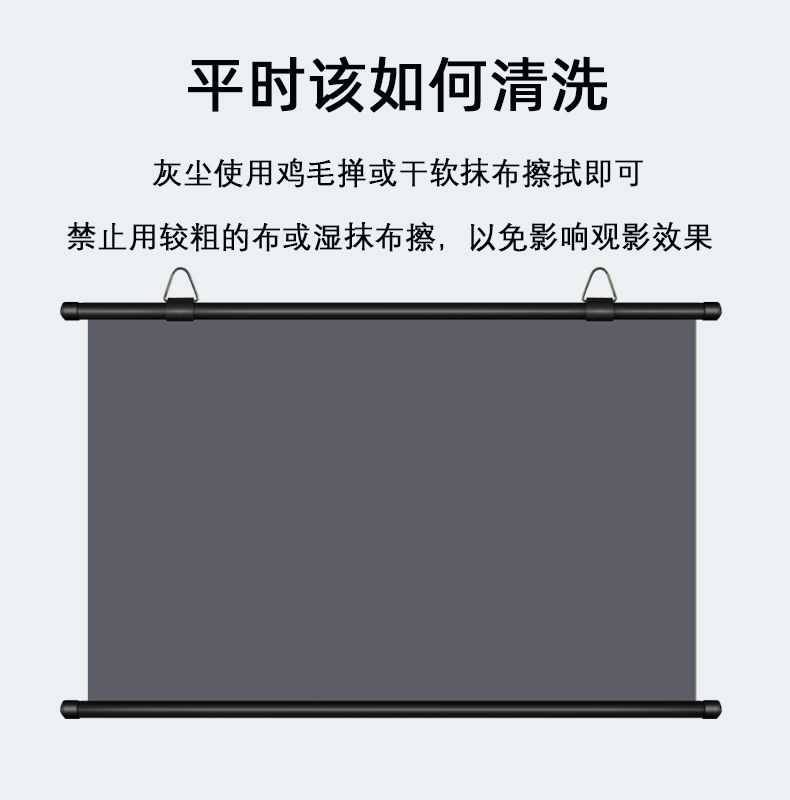 平时该如何清洗
灰尘使用鸡毛掸或干软抹布擦拭即可
禁止用较粗的布或湿抹布擦,以免影响观影效果